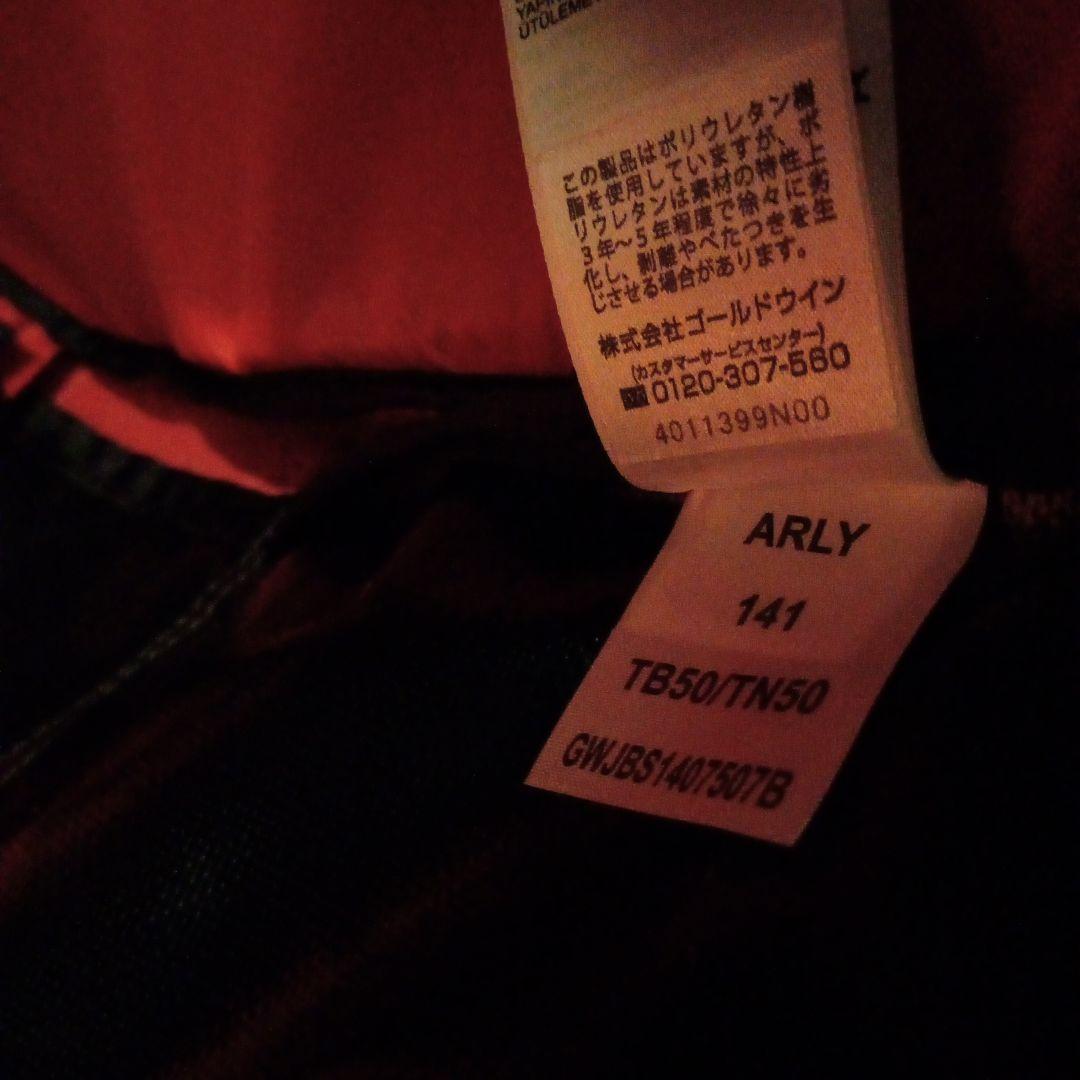 ÜTÜLEME
この製品はポリウレタン樹
脂を使用していますが、ポ
リウレタンは素材の特性上
3年〜5年程度で徐々に劣
化し、剥離やべたつきを生
じさせる場合があります。
株式会社ゴールドウイン
(カスタマーサービスセンター)
0120-307-560
4011399N00
ARLY
141
TB50/TN50
GWJBS1407507B